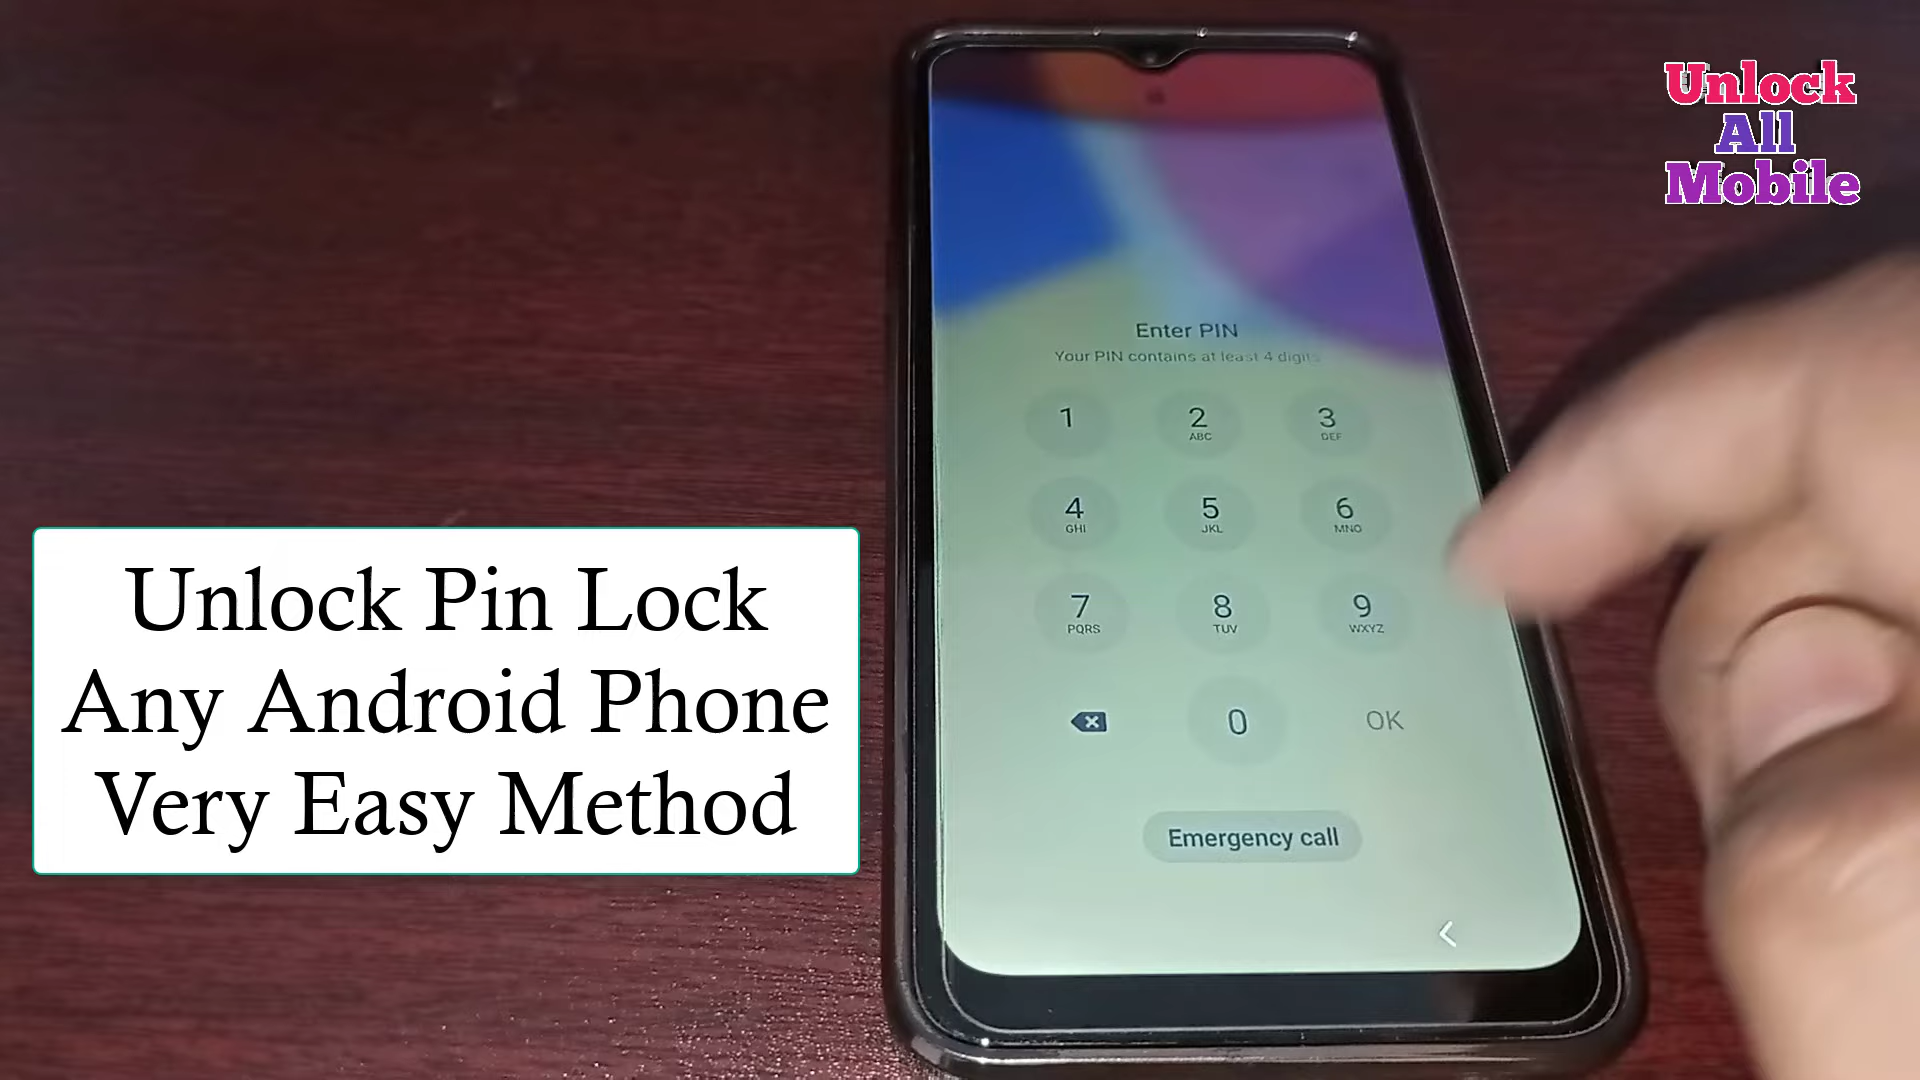 Unlock
All
Mobile
Enter PIN
Your PIN contains at least 4 digits
1
2
3
ABC
DEF
4
5
6
GHI
JKL
MNO
7
8
9
PQRS
TUV
WXYZ
0
OK
Emergency call
Unlock Pin Lock
Any Android Phone
Very Easy Method